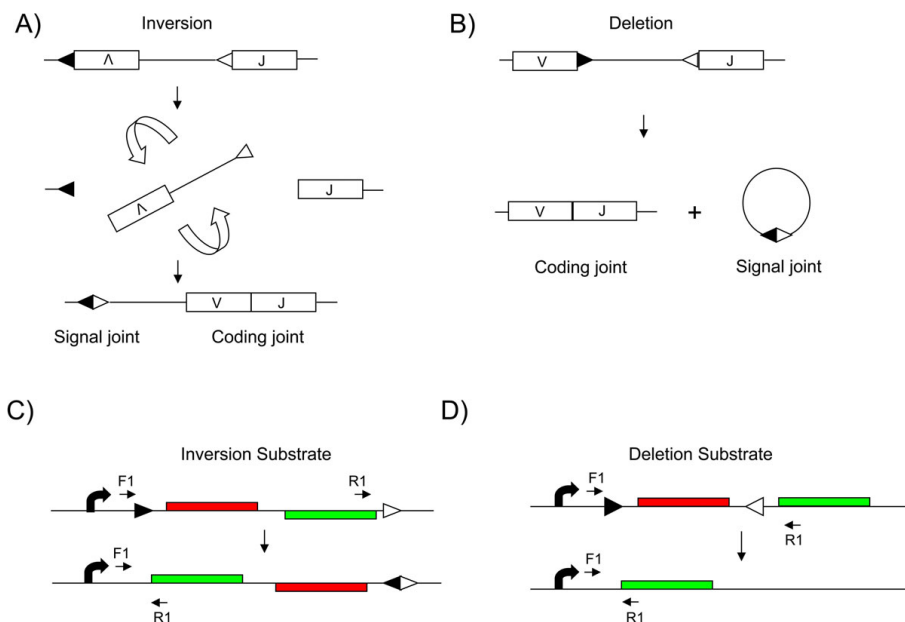 A)
Inversion
V
J
V
J
V
J
Signal joint
Coding joint
B)
Deletion
V
J
V
J
+
Coding joint
Signal joint
C)
Inversion Substrate
F1
R1
F1
R1
D)
Deletion Substrate
F1
R1
F1
R1